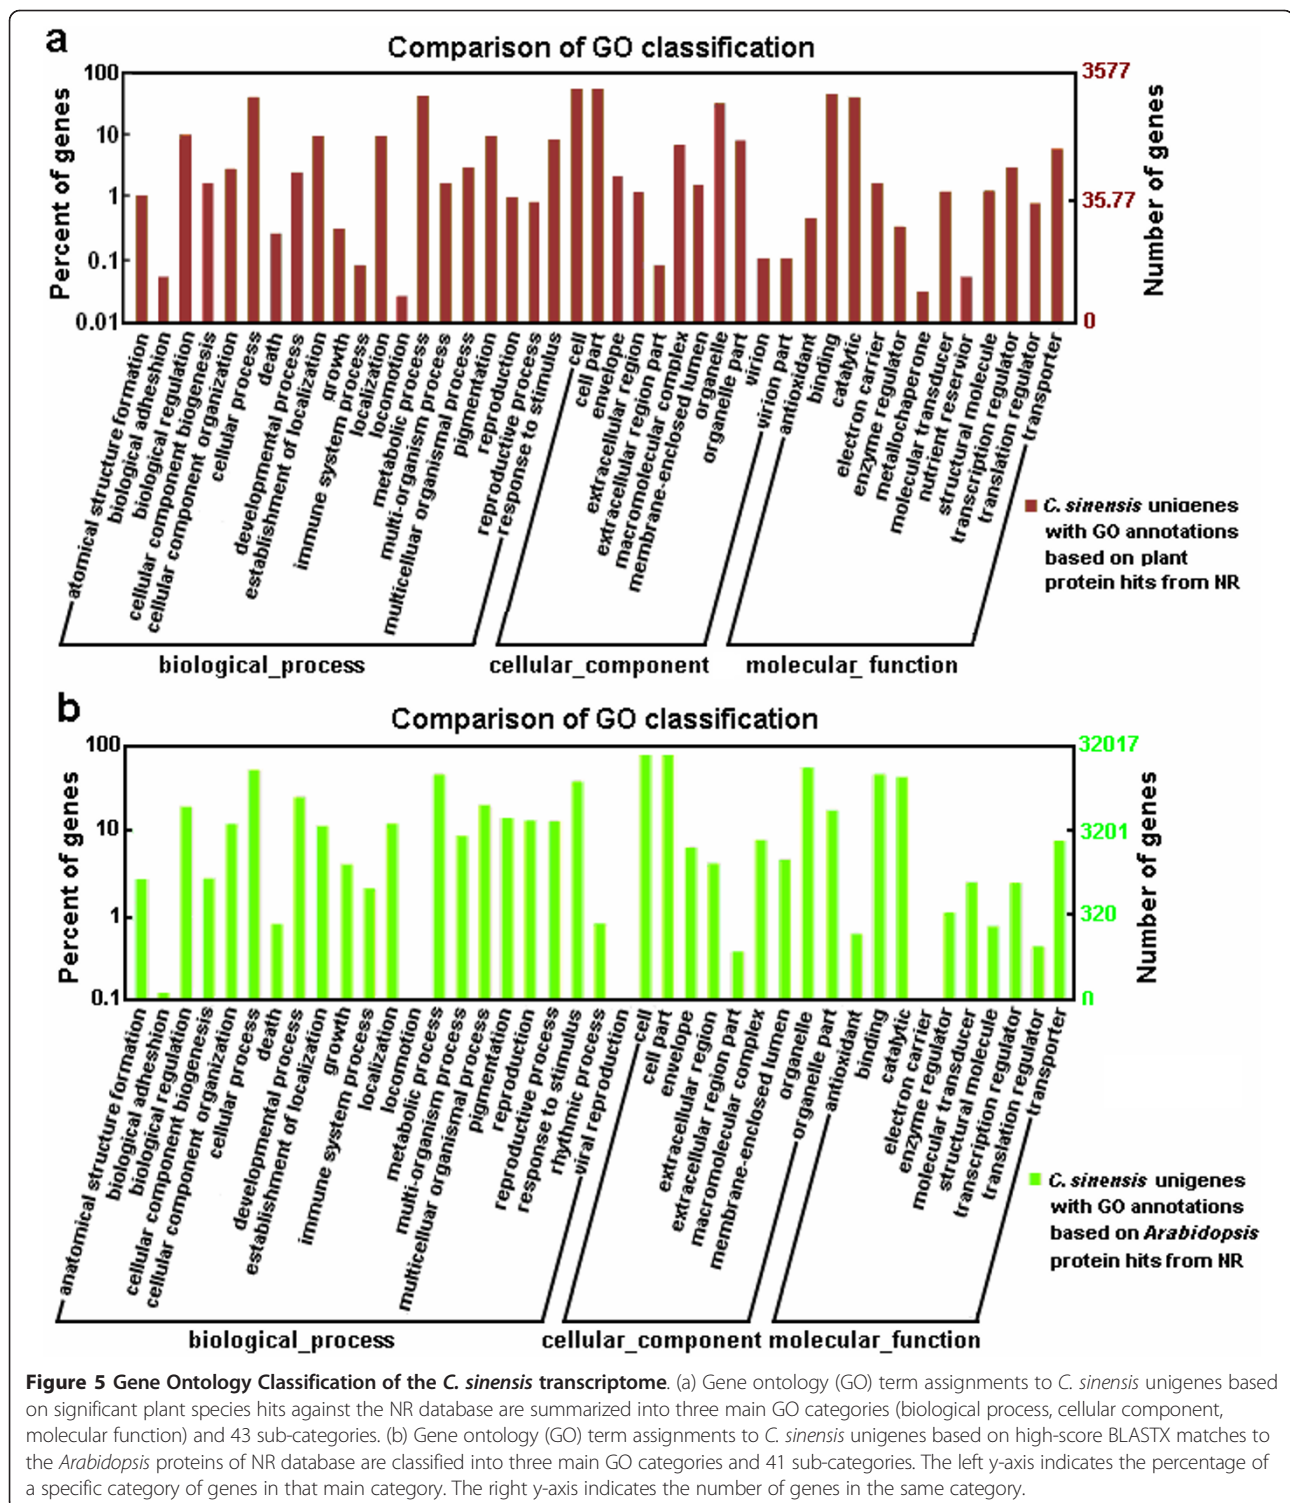 a
Comparison of GO classification
100
10
1
0.1
0.01
Percent of genes
3577
35.77
0
Number of genes
atomical structure formation
biological adheshion
biological regulation
cellular component biogenesis
cellular component organization
cellular process
death
developmental process
establishment of localization
growth
immune system process
localization
locomotion
metabolic process
multi-organism process
multicelluar organismal process
pigmentation
reproduction
reproductive process
response to stimulus
cell
cell part
envelope
extracellular region
extracellular region part
macromolecular complex
membrane-enclosed lumen
organelle
organelle part
virion
virion part
antioxidant
binding
catalytic
electron carrier
enzyme regulator
metallochaperone
molecular transducer
nutrient reservior
structural molecule
transcription regulator
translation regulator
transporter
C. sinensis unigenes
with GO annotations
based on plant
protein hits from NR
biological_process
cellular_component
molecular_function
b
Comparison of GO classification
100
10
1
0.1
Percent of genes
32017
3201
320
0
Number of genes
anatomical structure formation
biological adheshion
biological regulation
cellular component biogenesis
cellular component organization
cellular process
death
developmental process
establishment of localization
growth
immune system process
localization
locomotion
metabolic process
multi-organism process
multicelluar organismal process
pigmentation
reproduction
reproductive process
response to stimulus
rhythmic process
viral reproduction
cell
cell part
envelope
extracellular region
extracellular region part
macromolecular complex
membrane-enclosed lumen
organelle
organelle part
antioxidant
binding
catalytic
electron carrier
enzyme regulator
molecular transducer
structural molecule
transcription regulator
translation regulator
transporter
C. sinensis unigenes
with GO annotations
based on Arabidopsis
protein hits from NR
biological_process
cellular_component
molecular_function
Figure 5 Gene Ontology Classification of the C. sinensis transcriptome. (a) Gene ontology (GO) term assignments to C. sinensis unigenes based
on significant plant species hits against the NR database are summarized into three main GO categories (biological process, cellular component,
molecular function) and 43 sub-categories. (b) Gene ontology (GO) term assignments to C. sinensis unigenes based on high-score BLASTX matches to
the Arabidopsis proteins of NR database are classified into three main GO categories and 41 sub-categories. The left y-axis indicates the percentage of
a specific category of genes in that main category. The right y-axis indicates the number of genes in the same category.